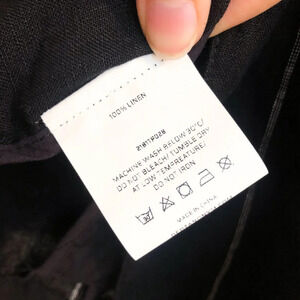 100% LINEN
MACHINE WASH BELOW 30°C/
DO NOT BLEACH/TUMBLE DRY
AT LOW TEMPREATURE/
DO NOT IRON
MADE IN CHINA